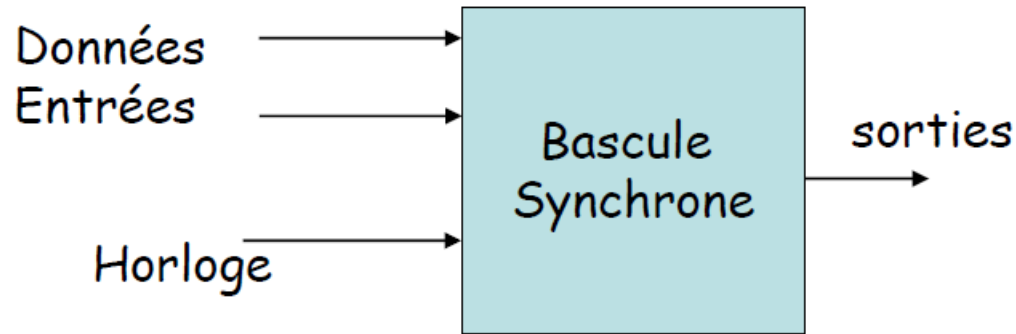 Données
Entrées
Horloge
Bascule
Synchrone
sorties